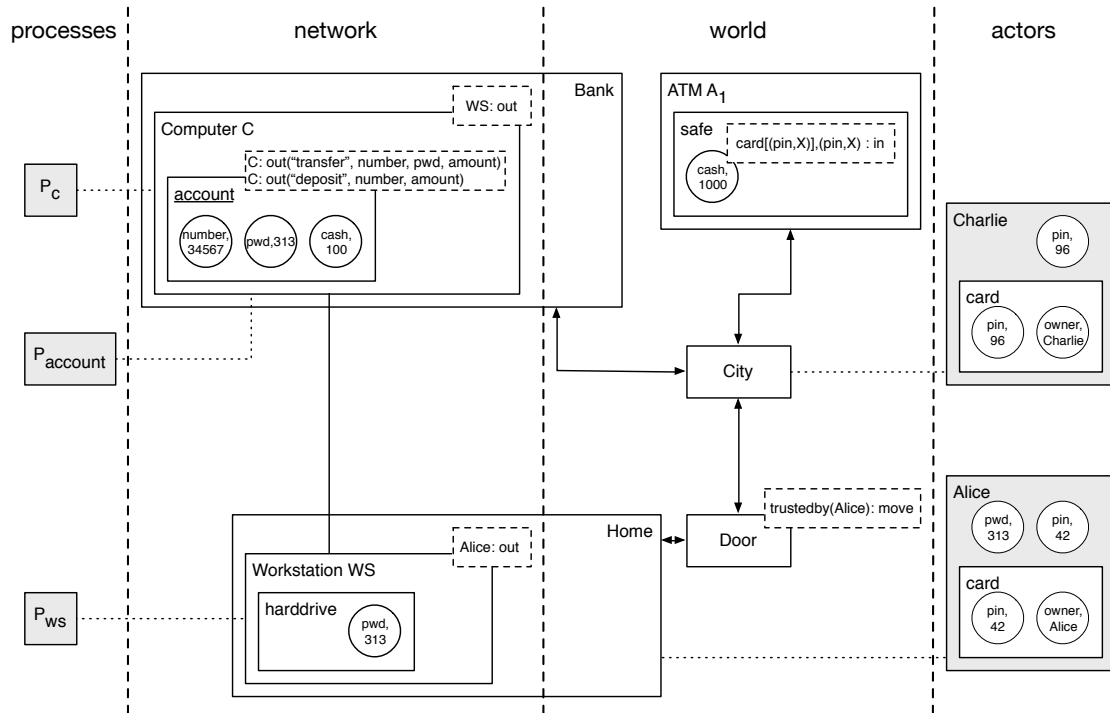 processes
network
world
actors
Bank
WS: out
Computer C
C: out(“transfer”, number, pwd, amount)
C: out(“deposit”, number, amount)
account
number,
34567
pwd,313
cash,
100
ATM A1
safe
card[(pin,X)],(pin,X) : in
cash,
1000
PC
Charlie
pin,
96
card
pin,
96
owner,
Charlie
Paccount
City
Alice
pwd,
313
pin,
42
card
pin,
42
owner,
Alice
trustedby(Alice): move
Door
Home
Alice: out
Workstation WS
harddrive
pwd,
313
Pws